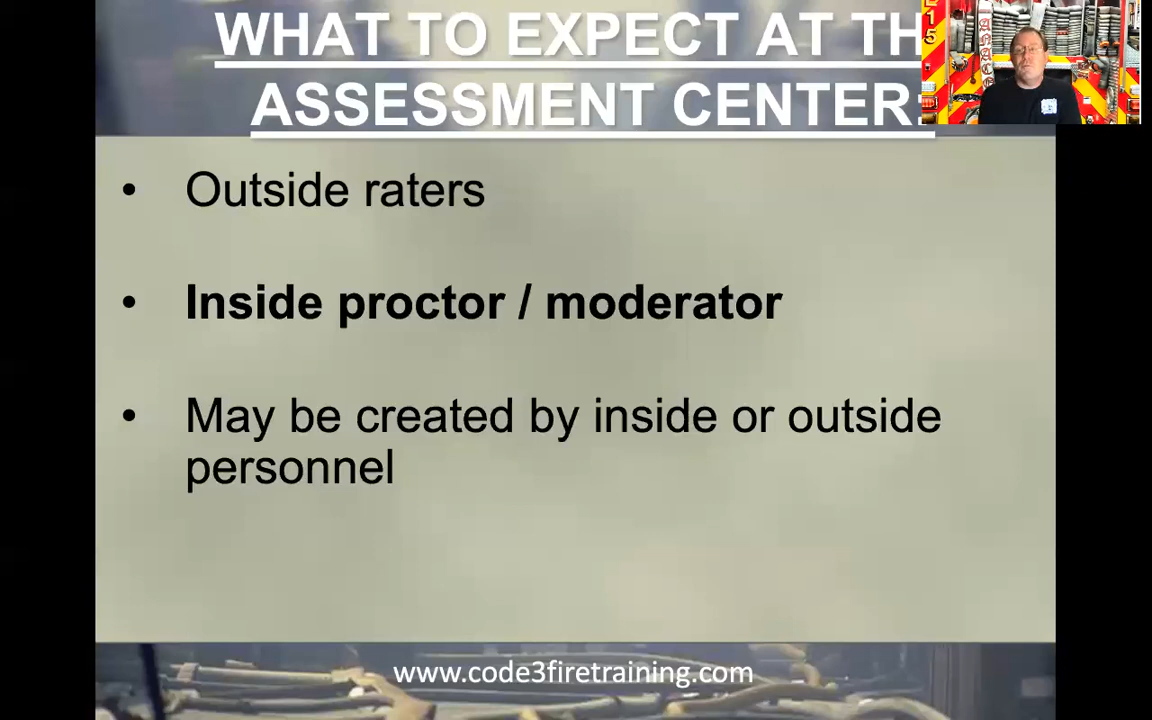 WHAT TO EXPECT AT TH
ASSESSMENT CENTER:
• Outside raters
• Inside proctor / moderator
• May be created by inside or outside
personnel
www.code3firetraining.com
15